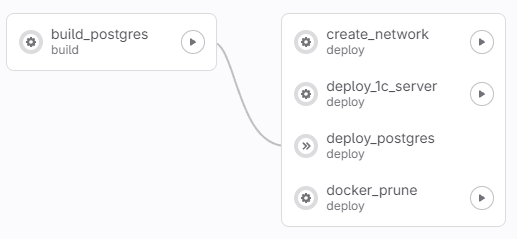 build_postgres
build
create_network
deploy
deploy_1c_server
deploy
deploy_postgres
deploy
docker_prune
deploy